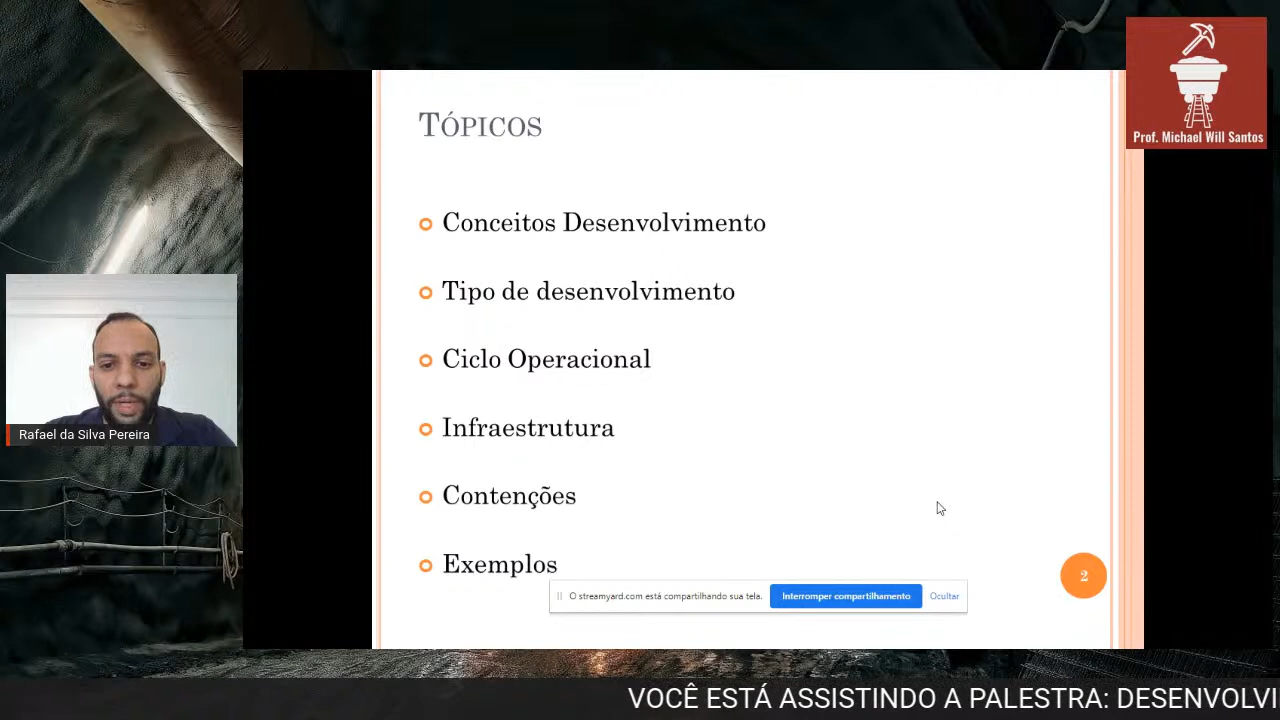 Prof. Michael Will Santos
TÓPICOS
Conceitos Desenvolvimento
Tipo de desenvolvimento
Ciclo Operacional
Infraestrutura
Contenções
Exemplos
2
O streamyard.com está compartilhando sua tela.
Interromper compartilhamento
Ocultar
Rafael da Silva Pereira
VOCÊ ESTÁ ASSISTINDO A PALESTRA: DESENVOLVI